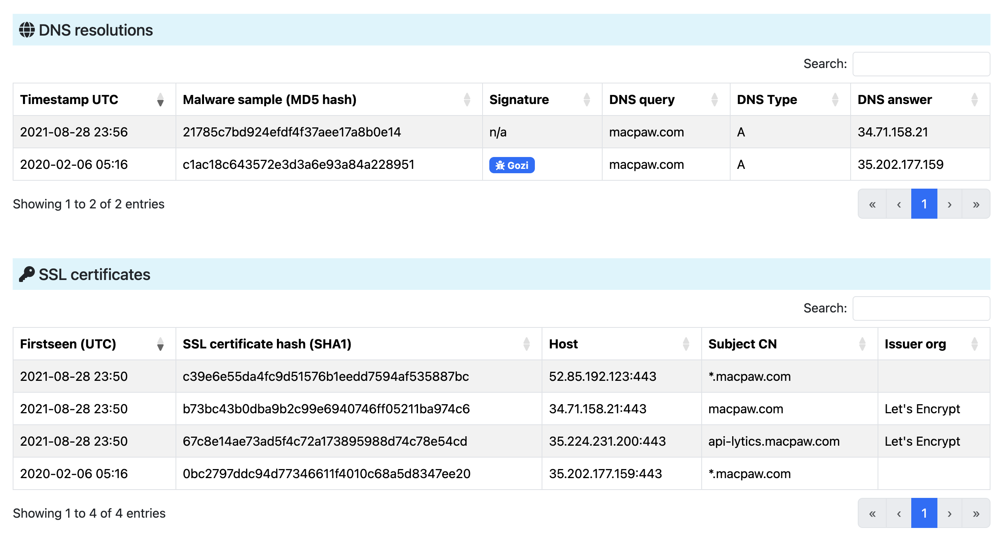 DNS resolutions
Search:
Timestamp UTC Malware sample (MD5 hash) Signature DNS query DNS Type DNS answer
2021-08-28 23:56 21785c7bd924efdf4f37aee17a8b0e14 n/a macpaw.com A 34.71.158.21
2020-02-06 05:16 c1ac18c643572e3d3a6e93a84a228951 Gozi macpaw.com A 35.202.177.159
Showing 1 to 2 of 2 entries « ‹ 1 › »
SSL certificates
Search:
Firstseen (UTC) SSL certificate hash (SHA1) Host Subject CN Issuer org
2021-08-28 23:50 c39e6e55da4fc9d51576b1eedd7594af535887bc 52.85.192.123:443 *.macpaw.com
2021-08-28 23:50 b73bc43b0dba9b2c99e6940746ff05211ba974c6 34.71.158.21:443 macpaw.com Let's Encrypt
2021-08-28 23:50 67c8e14ae73ad5f4c72a173895988d74c78e54cd 35.224.231.200:443 api-lytics.macpaw.com Let's Encrypt
2020-02-06 05:16 0bc2797ddc94d77346611f4010c68a5d8347ee20 35.202.177.159:443 *.macpaw.com
Showing 1 to 4 of 4 entries « ‹ 1 › »